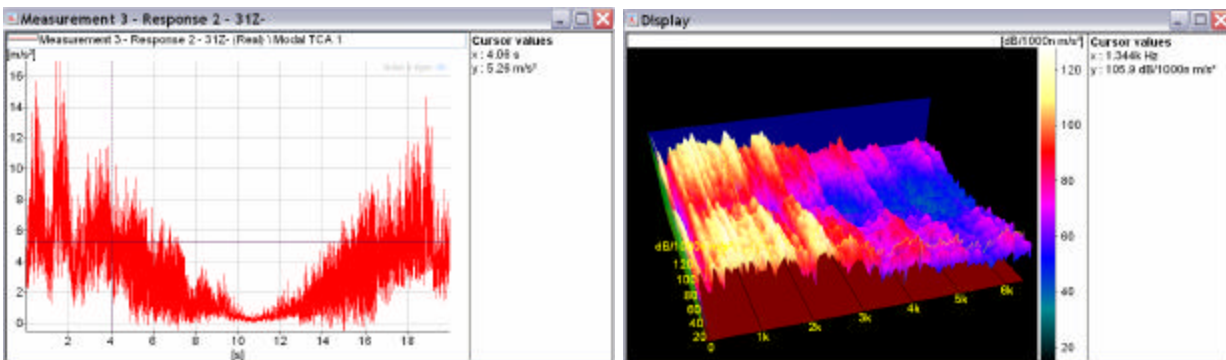 Measurement 3 - Response 2 - 31Z-
Measurement 3 - Response 2 - 31Z- (Real) \ Modal TCA 1
[m/s²]
16
14
12
10
8
6
4
2
0
2 4 6 8 10 12 14 16 18
[s]
Cursor values
x : 4.06 s
y : 5.26 m/s²
Display
[dB/1000n m/s²]
120
100
80
60
40
20
dB/1000n m/s²
120
100
80
60
40
20
0 1k 2k 3k 4k 5k 6k
Cursor values
x : 1.344k Hz
y : 105.9 dB/1000n m/s²